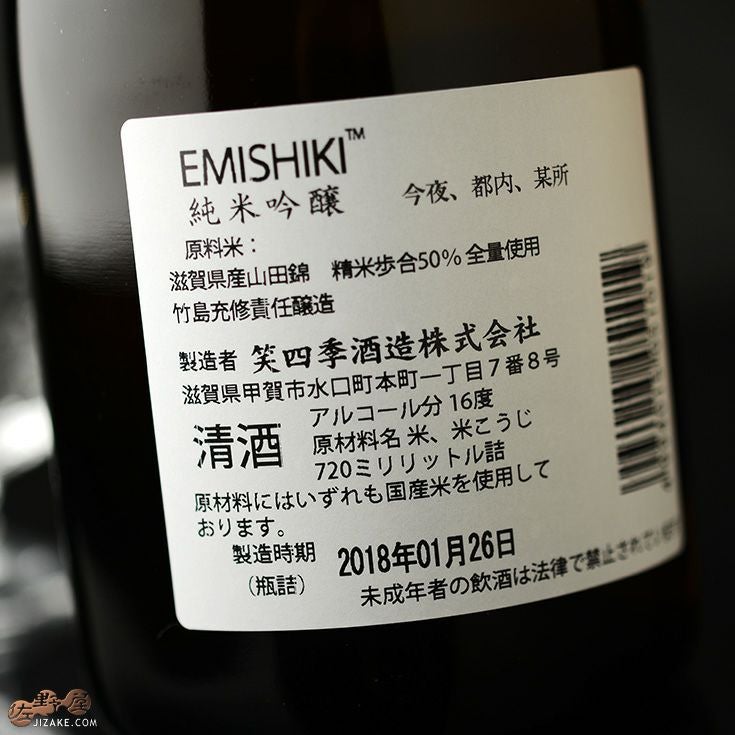 EMISHIKI™
純米吟醸 今夜、都内、某所
原料米：
滋賀県産山田錦 精米歩合50% 全量使用
竹島充修責任醸造
製造者 笑四季酒造株式会社
滋賀県甲賀市水口町本町一丁目7番8号
清酒
アルコール分 16度
原材料名 米、米こうじ
720ミリリットル詰
原材料にはいずれも国産米を使用して
おります。
製造時期 2018年01月26日
（瓶詰）
未成年者の飲酒は法律で禁止されてい
佐野屋
JIZAKE.COM